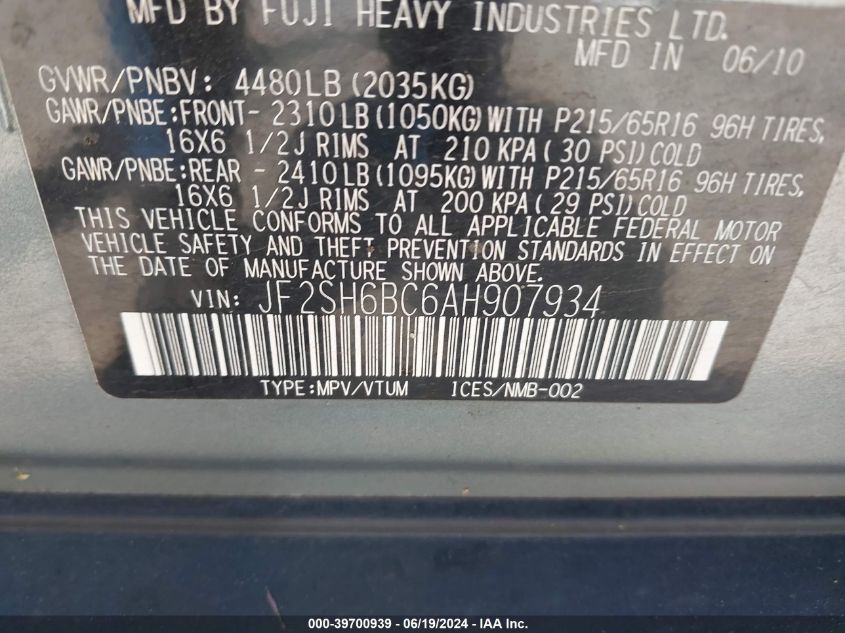 MFD BY FUJI HEAVY INDUSTRIES LTD.
MFD IN 06/10
GVWR/PNBV: 4480LB (2035KG)
GAWR/PNBE:FRONT- 2310LB (1050KG) WITH P215/65R16 96H TIRES,
16X6 1/2J RIMS AT 210 KPA ( 30 PSI) COLD
GAWR/PNBE:REAR - 2410LB (1095KG) WITH P215/65R16 96H TIRES,
16X6 1/2J RIMS AT 200 KPA ( 29 PSI) COLD
THIS VEHICLE CONFORMS TO ALL APPLICABLE FEDERAL MOTOR
VEHICLE SAFETY AND THEFT PREVENTION STANDARDS IN EFFECT ON
THE DATE OF MANUFACTURE SHOWN ABOVE.
VIN: JF2SH6BC6AH907934
TYPE:MPV/VTUM ICES/NMB-002
000-39700939 - 06/19/2024 - IAA Inc.